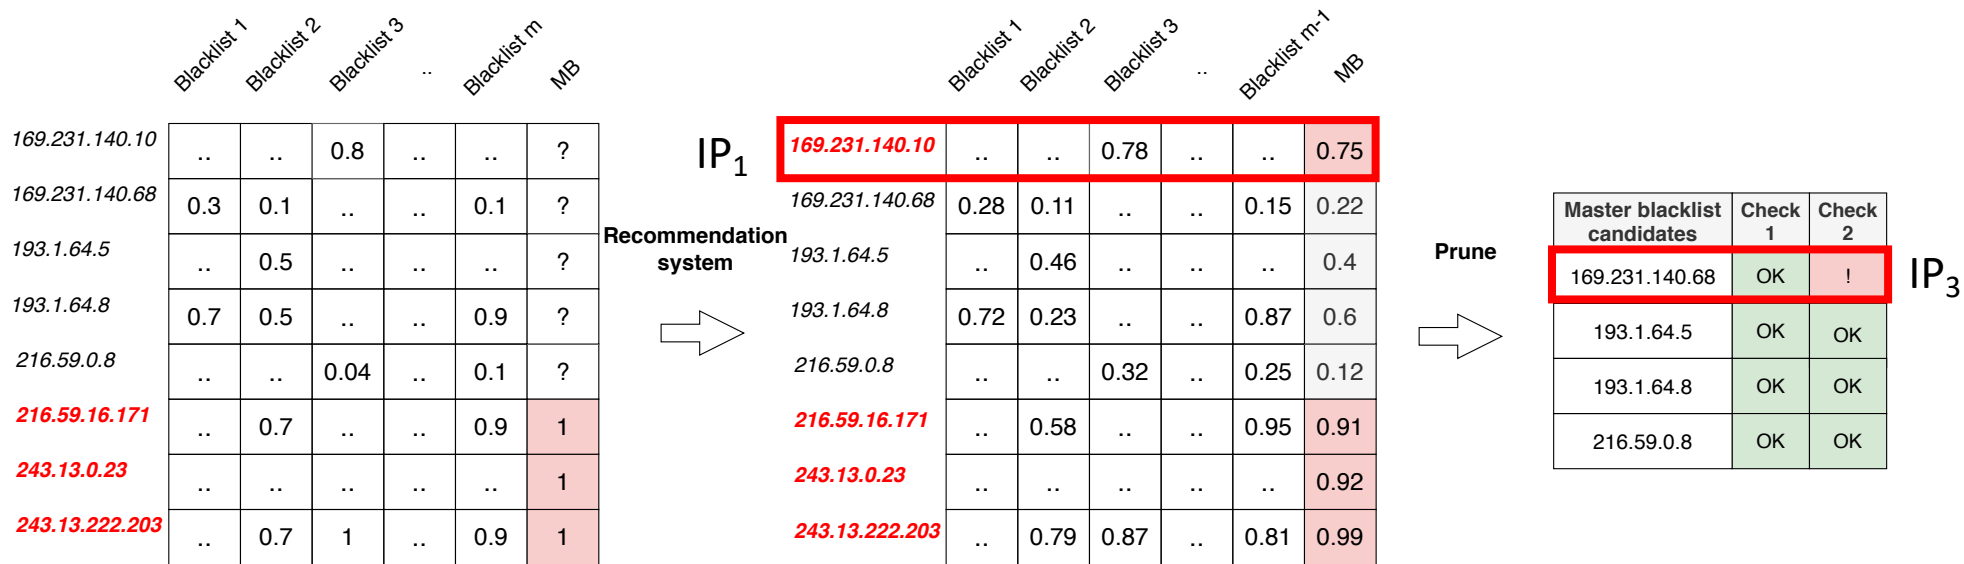 Blacklist 1 Blacklist 2 Blacklist 3 .. Blacklist m MB
169.231.140.10 .. .. 0.8 .. .. ?
169.231.140.68 0.3 0.1 .. .. 0.1 ?
193.1.64.5 .. 0.5 .. .. .. ?
193.1.64.8 0.7 0.5 .. .. 0.9 ?
216.59.0.8 .. .. 0.04 .. 0.1 ?
216.59.16.171 .. 0.7 .. .. 0.9 1
243.13.0.23 .. .. .. .. .. 1
243.13.222.203 .. 0.7 1 .. 0.9 1
Recommendation
system
IP1
Blacklist 1 Blacklist 2 Blacklist 3 .. Blacklist m-1 MB
169.231.140.10 .. .. 0.78 .. .. 0.75
169.231.140.68 0.28 0.11 .. .. 0.15 0.22
193.1.64.5 .. 0.46 .. .. .. 0.4
193.1.64.8 0.72 0.23 .. .. 0.87 0.6
216.59.0.8 .. .. 0.32 .. 0.25 0.12
216.59.16.171 .. 0.58 .. .. 0.95 0.91
243.13.0.23 .. .. .. .. .. 0.92
243.13.222.203 .. 0.79 0.87 .. 0.81 0.99
Prune
Master blacklist Check Check
candidates 1 2
169.231.140.68 OK !
IP3
193.1.64.5 OK OK
193.1.64.8 OK OK
216.59.0.8 OK OK